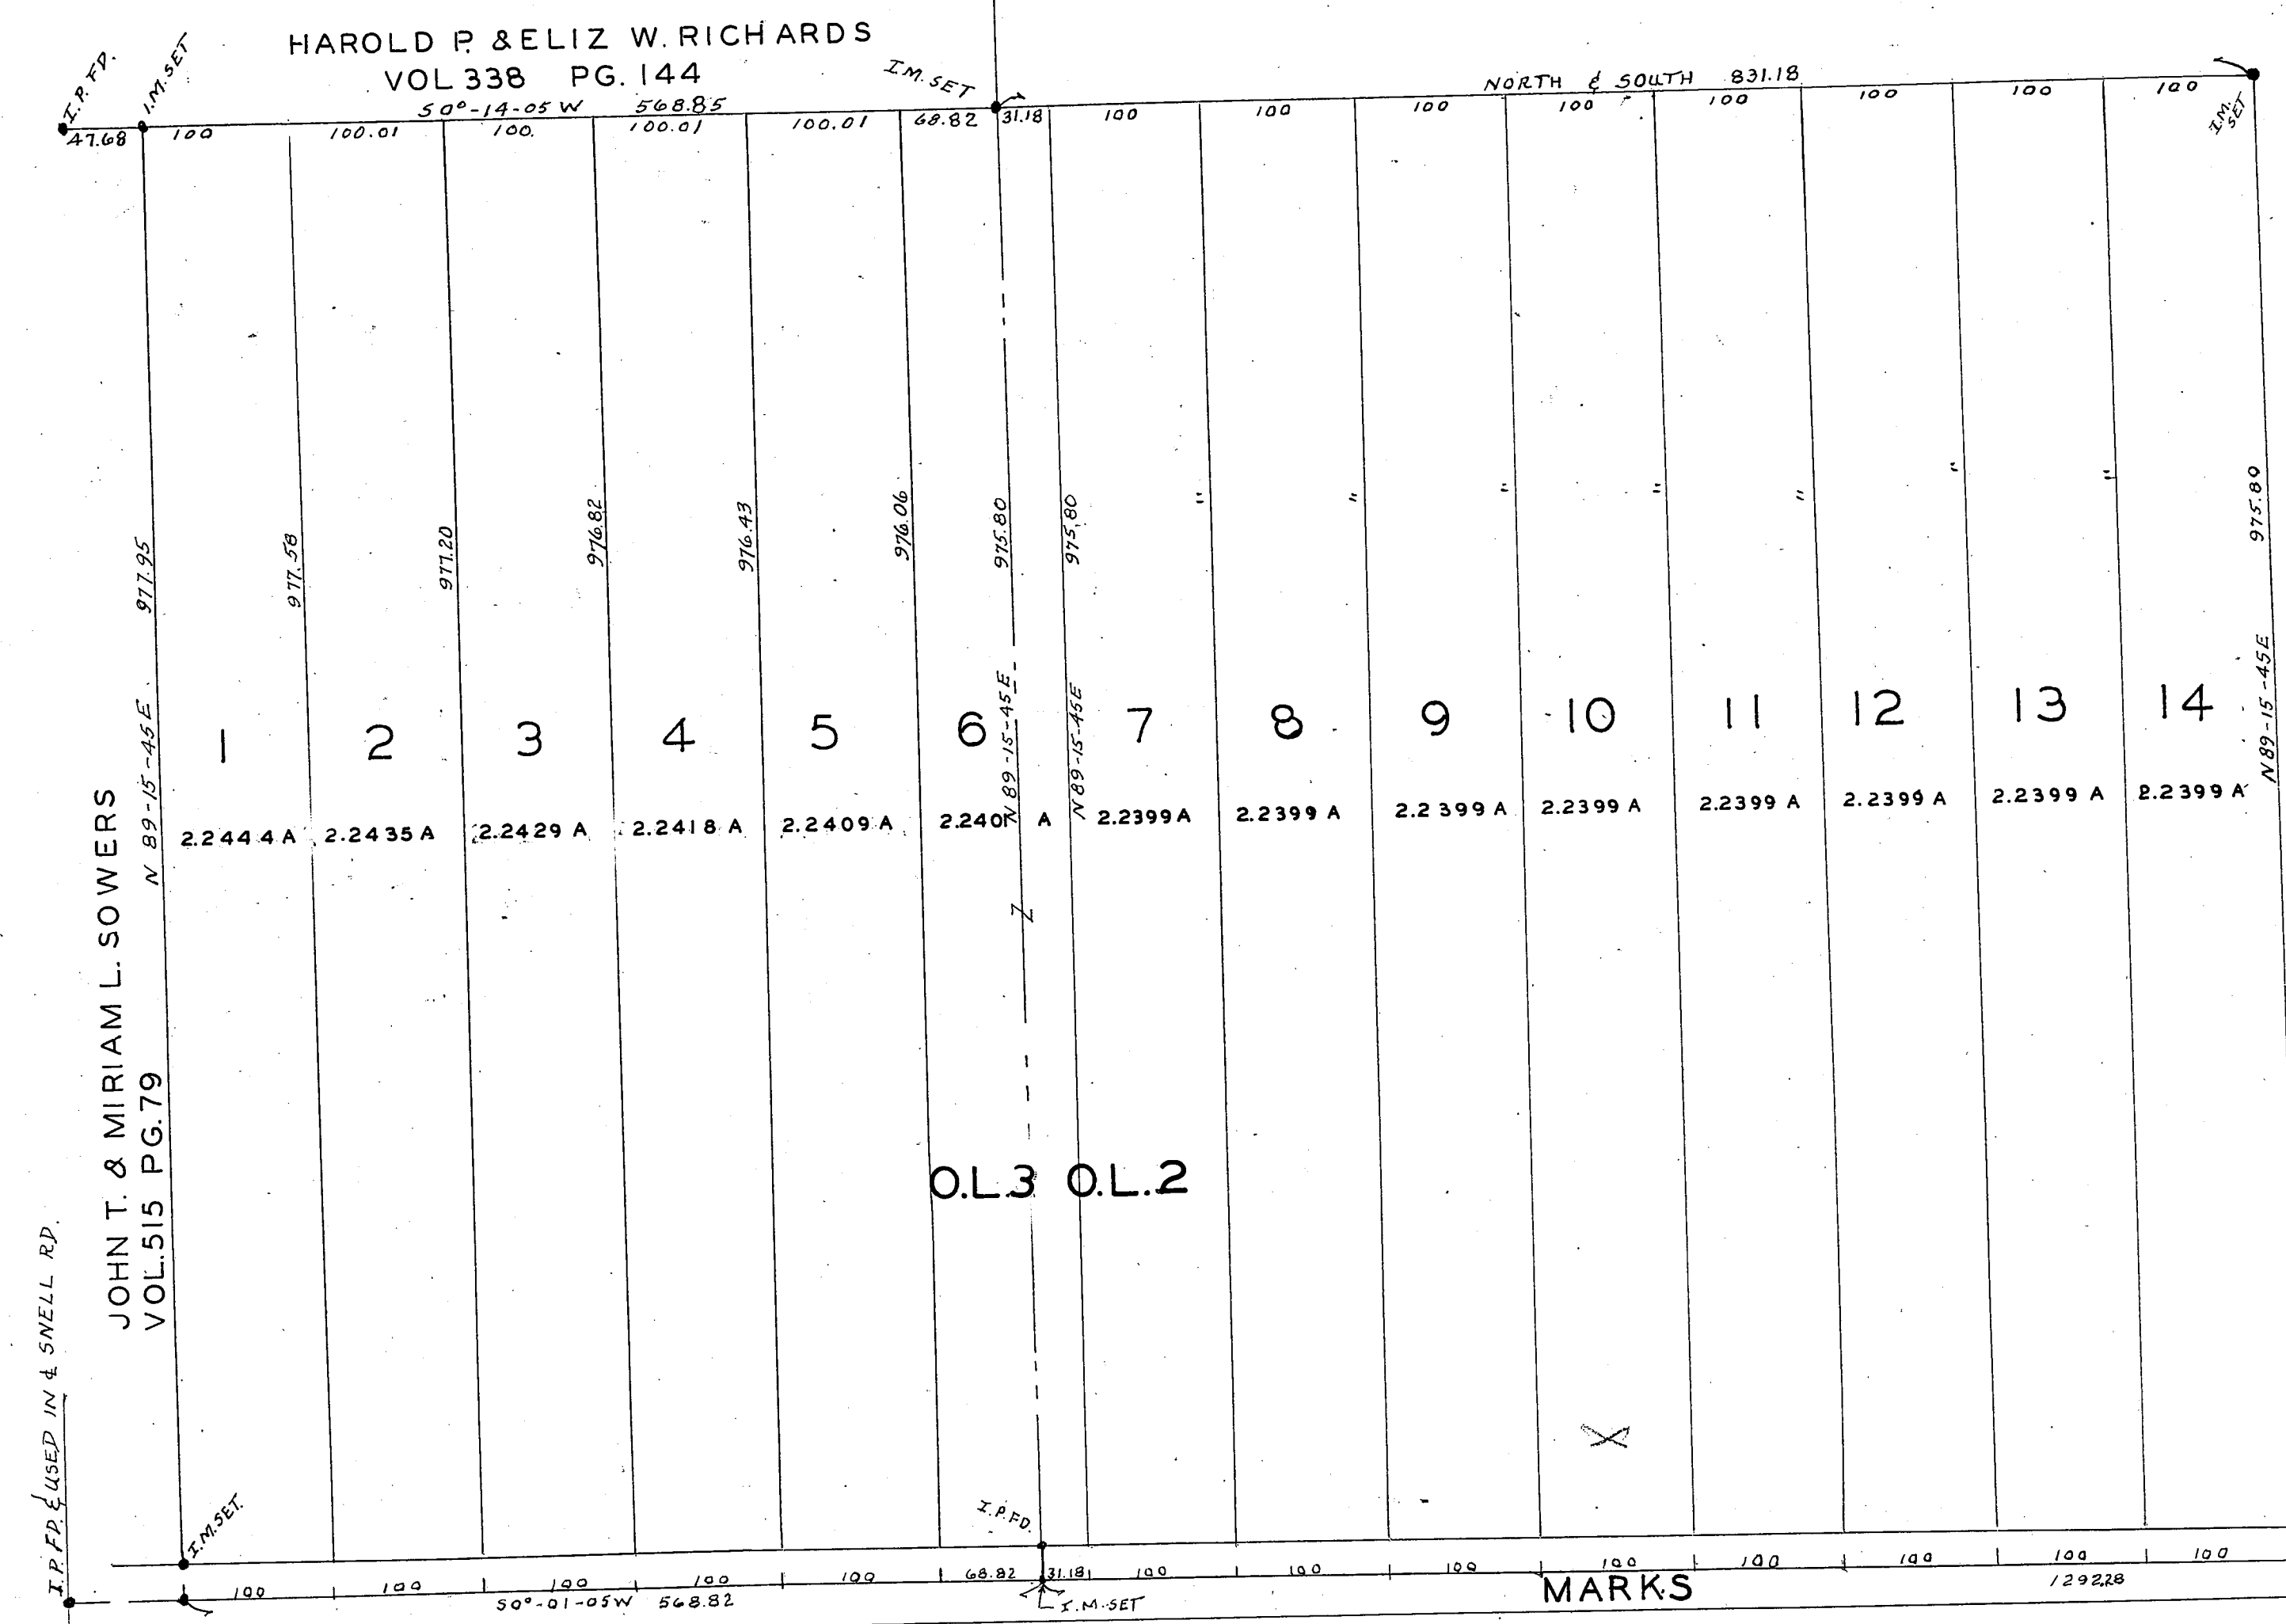 HAROLD P. & ELIZ W. RICHARDS
VOL 338 PG. 144
S0°-14-05 W 568.85
I.P. FD.
I.M. SET
I.M. SET
NORTH & SOUTH 831.18
I.M. SET
47.68 100 100.01 100. 100.01 100.01 68.82 31.18 100 100 100 100 100 100 100 100
977.95
977.58
977.20
976.82
976.43
976.06
975.80
975.80
" " " " " " "
975.80
N 89-15-45E
N 89-15-45E
N 89-15-45E
N 89-15-45E
1 2 3 4 5 6 7 8 9 10 11 12 13 14
2.2444 A 2.2435 A 2.2429 A 2.2418 A 2.2409 A 2.240 A 2.2399 A 2.2399 A 2.2399 A 2.2399 A 2.2399 A 2.2399 A 2.2399 A 2.2399 A
JOHN T. & MIRIAM L. SOWERS
VOL. 515 PG. 79
O.L.3 O.L.2
I.P. FD. & USED IN ⅊ SNELL RD.
I.M. SET.
I.P. FD.
100 100 100 100 100 68.82 31.18 100 100 100 100 100 100 100 100
S0°-01-05W 568.82
I.M. SET
MARKS
1292.28